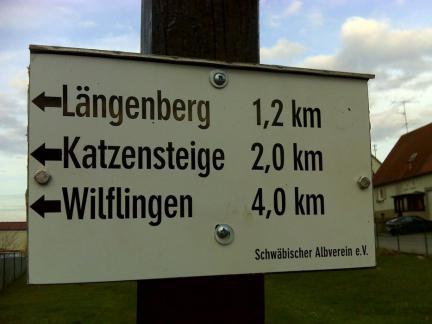 Längenberg 1,2 km
Katzensteige 2,0 km
Wilflingen 4,0 km
Schwäbischer Albverein e.V.